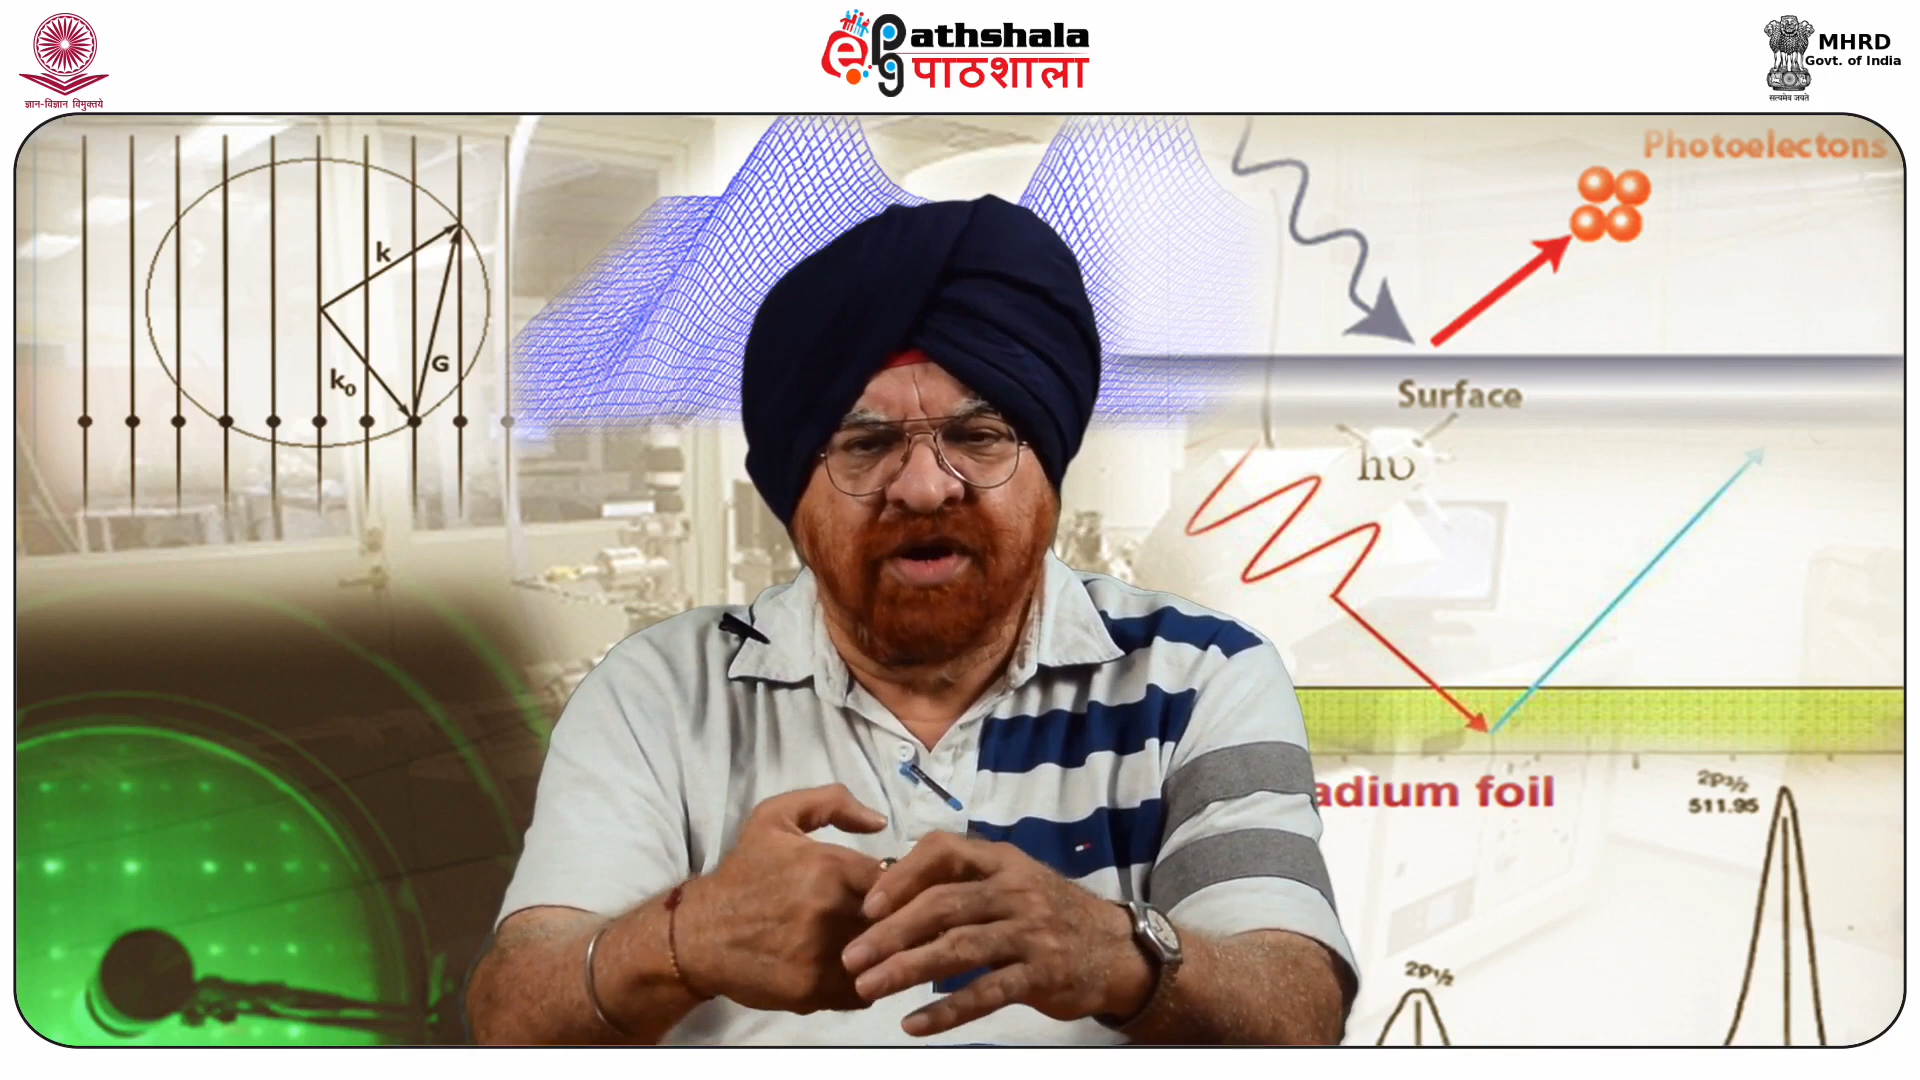 ज्ञान-विज्ञान विमुक्तये
ePathshala
पाठशाला
MHRD
Govt. of India
सत्यमेव जयते
Photoelectons
k
k₀
G
Surface
hυ
adium foil
2p3/2
511.95
2p1/2